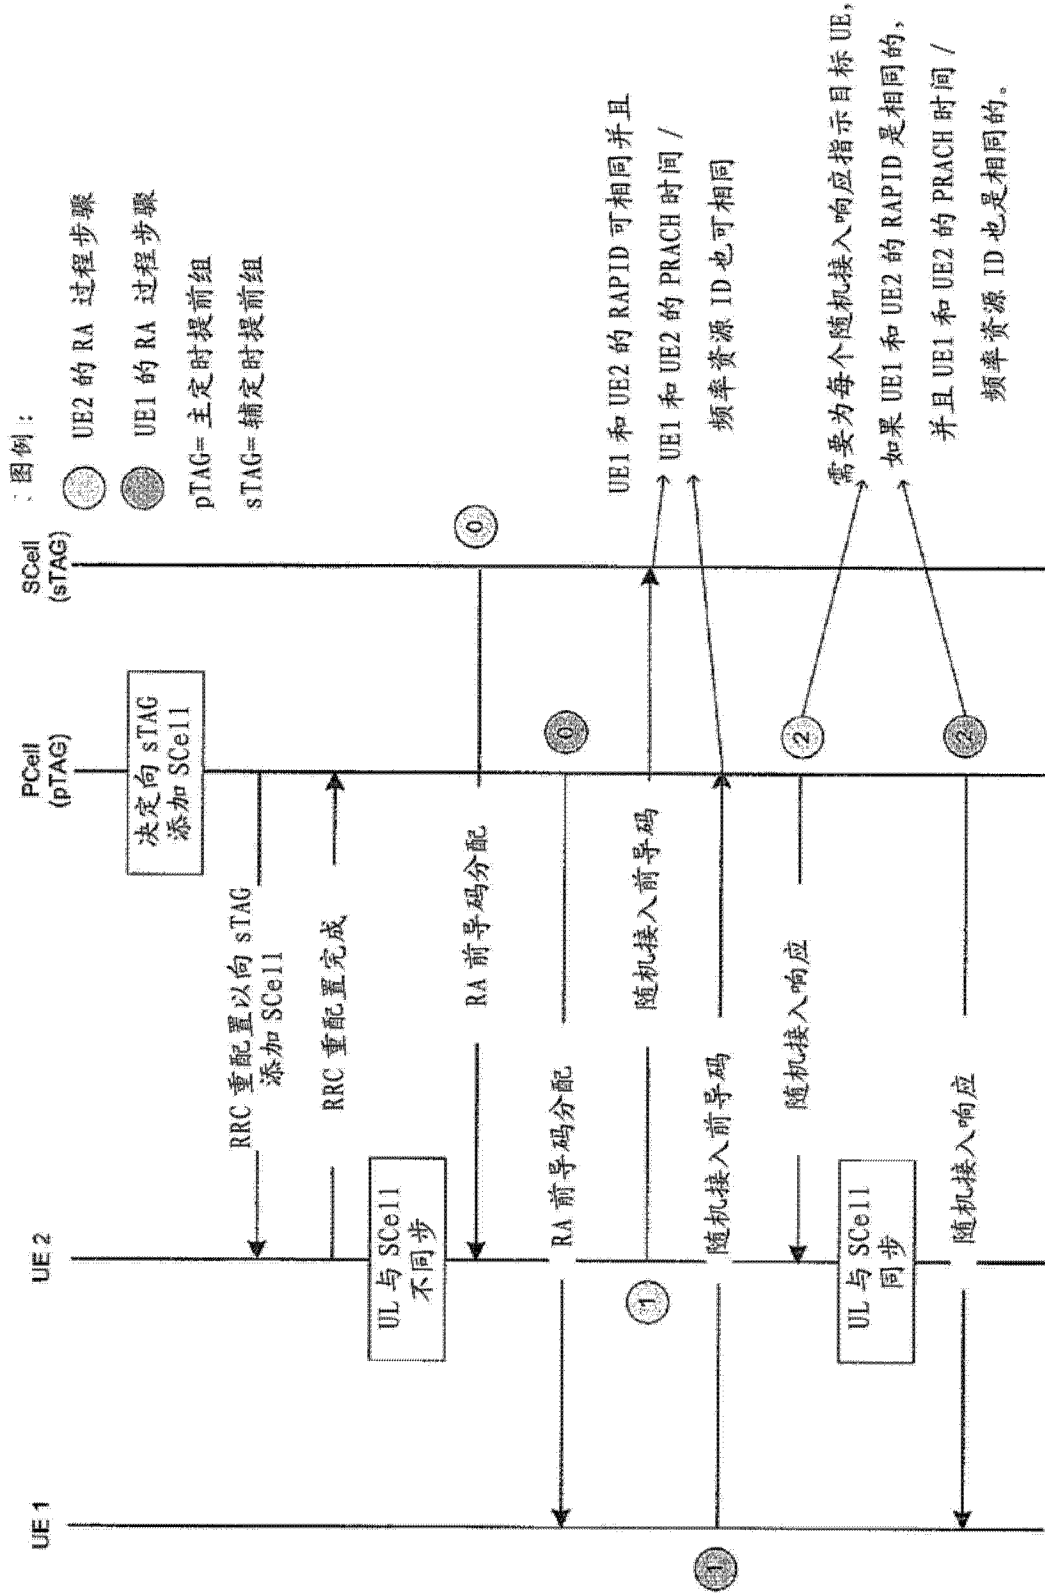 UE 1
UE 2
PCell
(pTAG)
SCell
(sTAG)
图例:
UE2 的 RA 过程步骤
UE1 的 RA 过程步骤
pTAG=主定时提前组
sTAG=辅定时提前组
决定向 sTAG
添加 SCell
RRC 重配置以向 sTAG
添加 SCell
RRC 重配置完成
UL 与 SCell
不同步
RA 前导码分配
0
RA 前导码分配
0
1
随机接入前导码
UE1 和 UE2 的 RAPID 可相同并且
UE1 和 UE2 的 PRACH 时间 /
频率资源 ID 也可相同
1
随机接入前导码
随机接入响应
2
UL 与 SCell
同步
随机接入响应
2
需要为每个随机接入响应指示目标 UE,
如果 UE1 和 UE2 的 RAPID 是相同的,
并且 UE1 和 UE2 的 PRACH 时间 /
频率资源 ID 也是相同的。